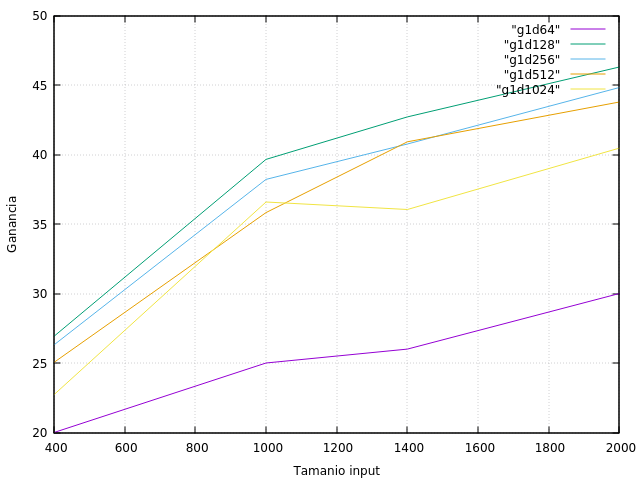 50
45
40
35
30
25
20
Ganancia
"g1d64"
"g1d128"
"g1d256"
"g1d512"
"g1d1024"
400 600 800 1000 1200 1400 1600 1800 2000
Tamanio input